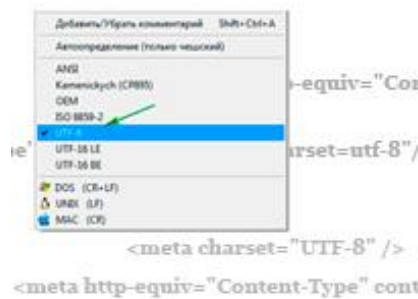 Добавить/Убрать комментарий Shift+Ctrl+A
Автоопределение (только чешский)
ANSI
Kamenickych (CP895)
OEM
ISO 8859-2
UTF-8
UTF-16 LE
UTF-16 BE
DOS (CR+LF)
UNIX (LF)
MAC (CR)
-equiv="Con
pe'
rset=utf-8"/
<meta charset="UTF-8" />
<meta http-equiv="Content-Type" cont